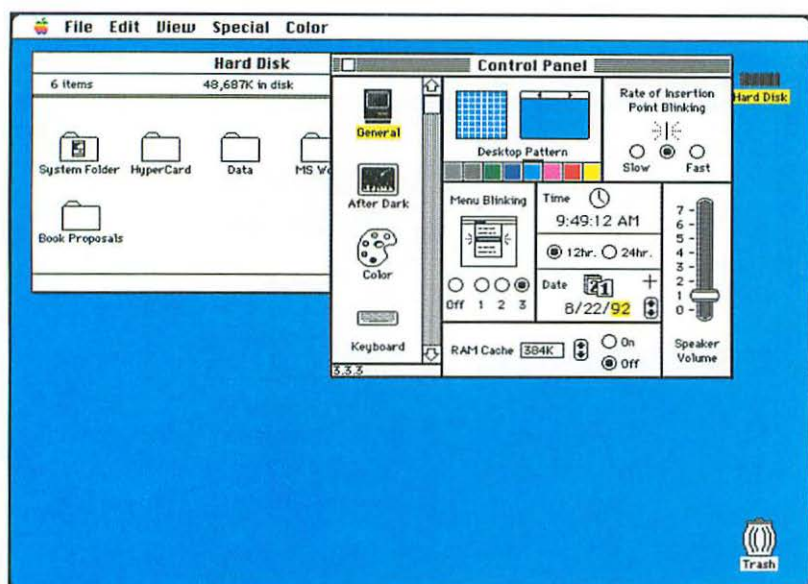 File Edit View Special Color
Hard Disk
6 items 48,687K in disk
System Folder HyperCard Data MS Wo
Book Proposals
Control Panel
General
After Dark
Color
Keyboard
3.3.3
Desktop Pattern
Rate of Insertion
Point Blinking
Slow Fast
Menu Blinking
Off 1 2 3
Time
9:49:12 AM
12hr. 24hr.
Date
8/22/92
RAM Cache 384K On
Off
7
6
5
4
3
2
1
0
Speaker
Volume
Hard Disk
Trash